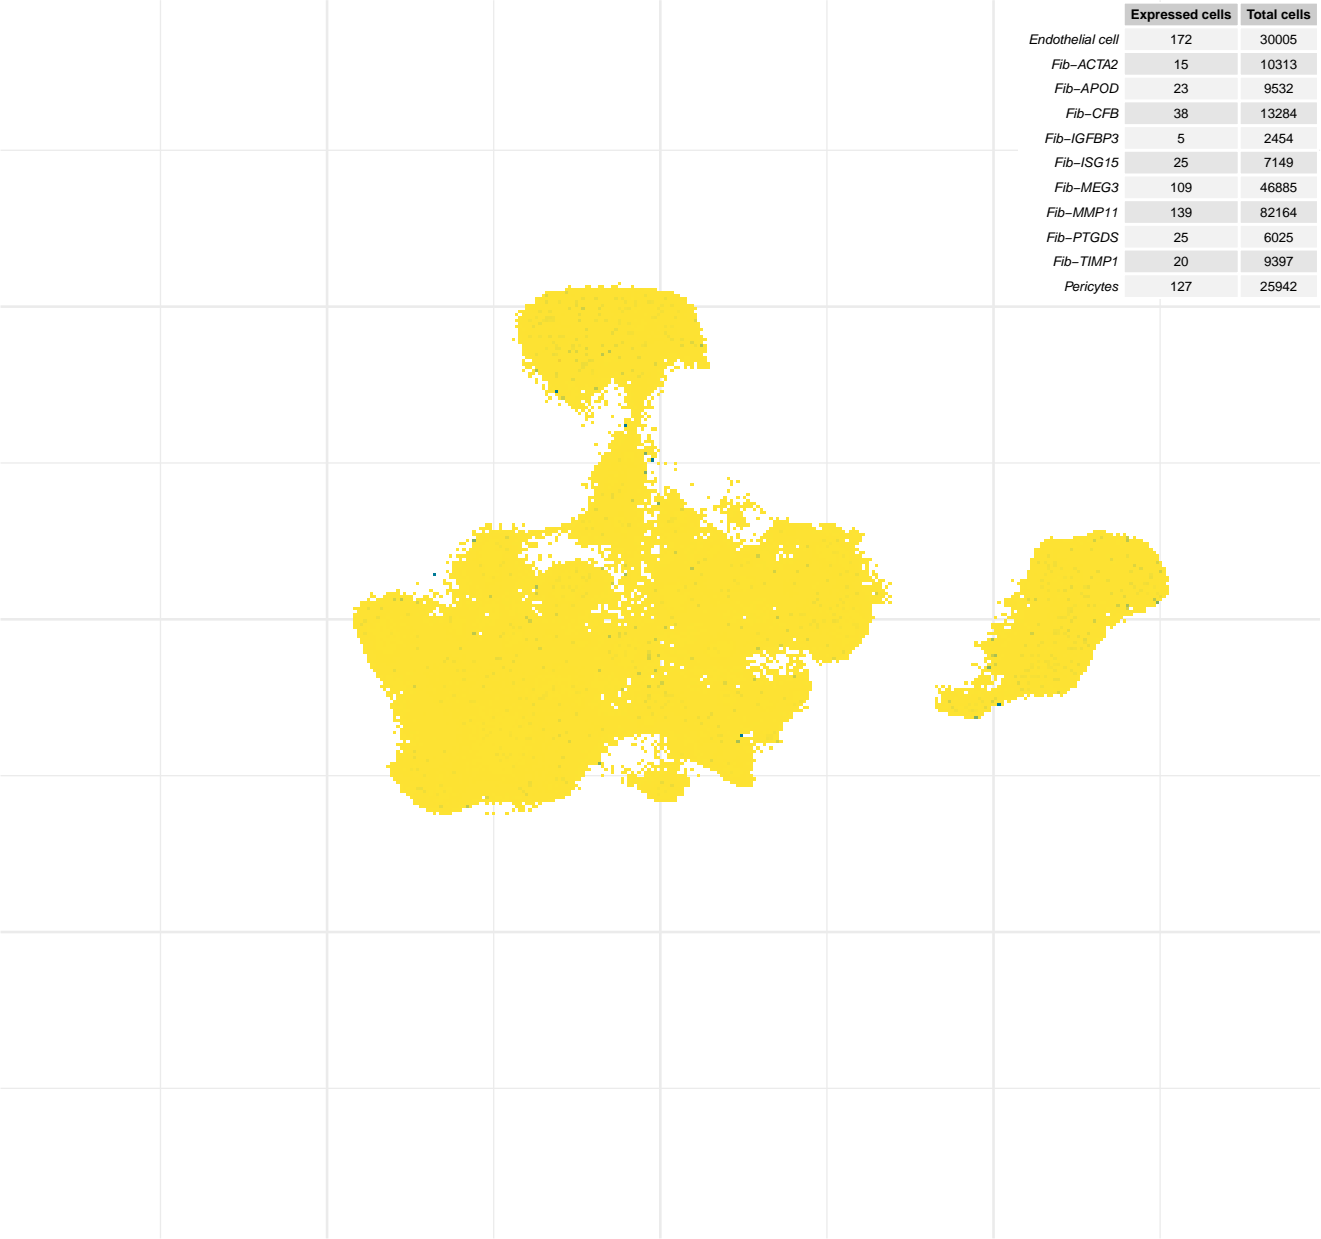 Expressed cells Total cells
Endothelial cell 172 30005
Fib−ACTA2 15 10313
Fib−APOD 23 9532
Fib−CFB 38 13284
Fib−IGFBP3 5 2454
Fib−ISG15 25 7149
Fib−MEG3 109 46885
Fib−MMP11 139 82164
Fib−PTGDS 25 6025
Fib−TIMP1 20 9397
Pericytes 127 25942